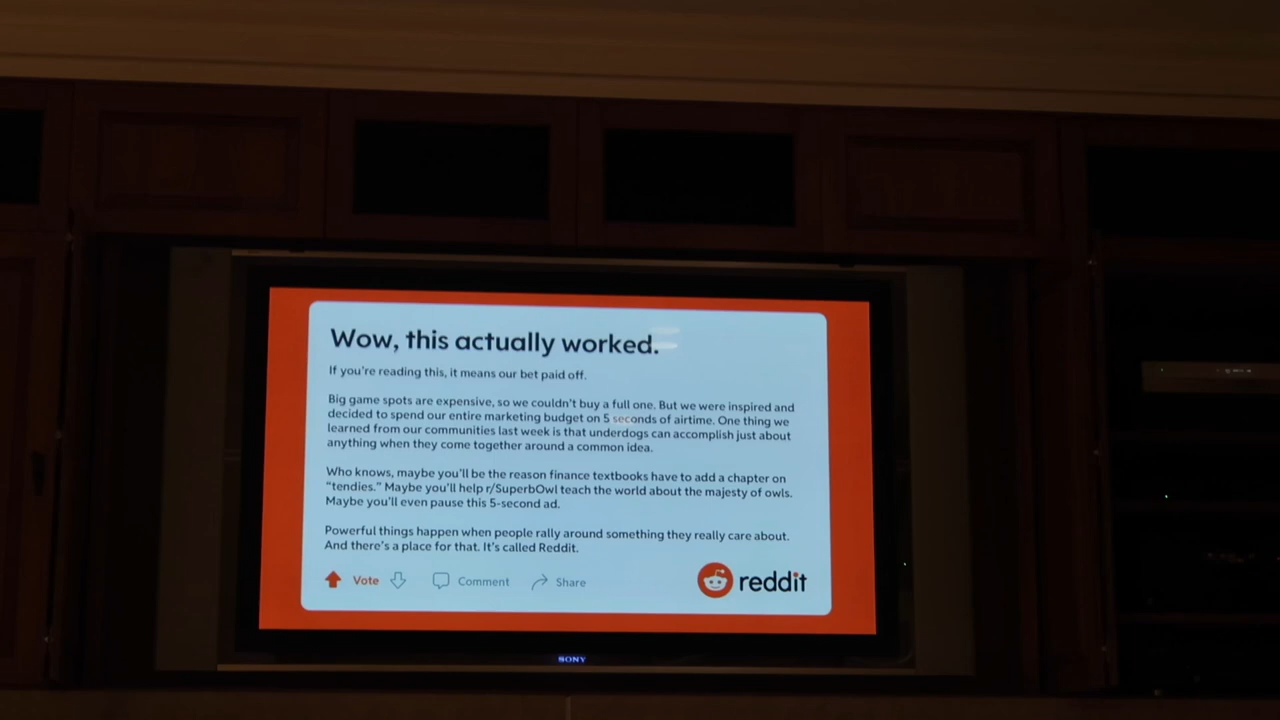 Wow, this actually worked.
If you're reading this, it means our bet paid off.
Big game spots are expensive, so we couldn't buy a full one. But we were inspired and
decided to spend our entire marketing budget on 5 seconds of airtime. One thing we
learned from our communities last week is that underdogs can accomplish just about
anything when they come together around a common idea.
Who knows, maybe you'll be the reason finance textbooks have to add a chapter on
“tendies.” Maybe you'll help r/SuperbOwl teach the world about the majesty of owls.
Maybe you'll even pause this 5-second ad.
Powerful things happen when people rally around something they really care about.
And there's a place for that. It's called Reddit.
Vote Comment Share reddit
SONY